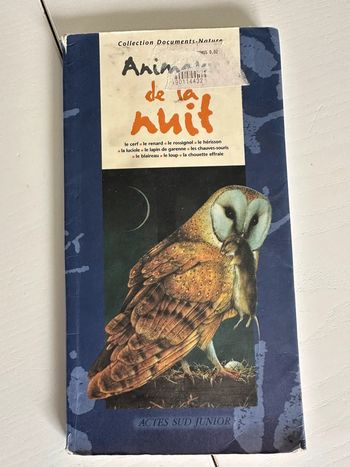 Collection Documents-Nature
de la
nuit
le cerf • le renard • le rossignol • le hérisson
• la luciole • le lapin de garenne • les chauves-souris
• le blaireau • le loup • la chouette effraie
ACTES SUD JUNIOR